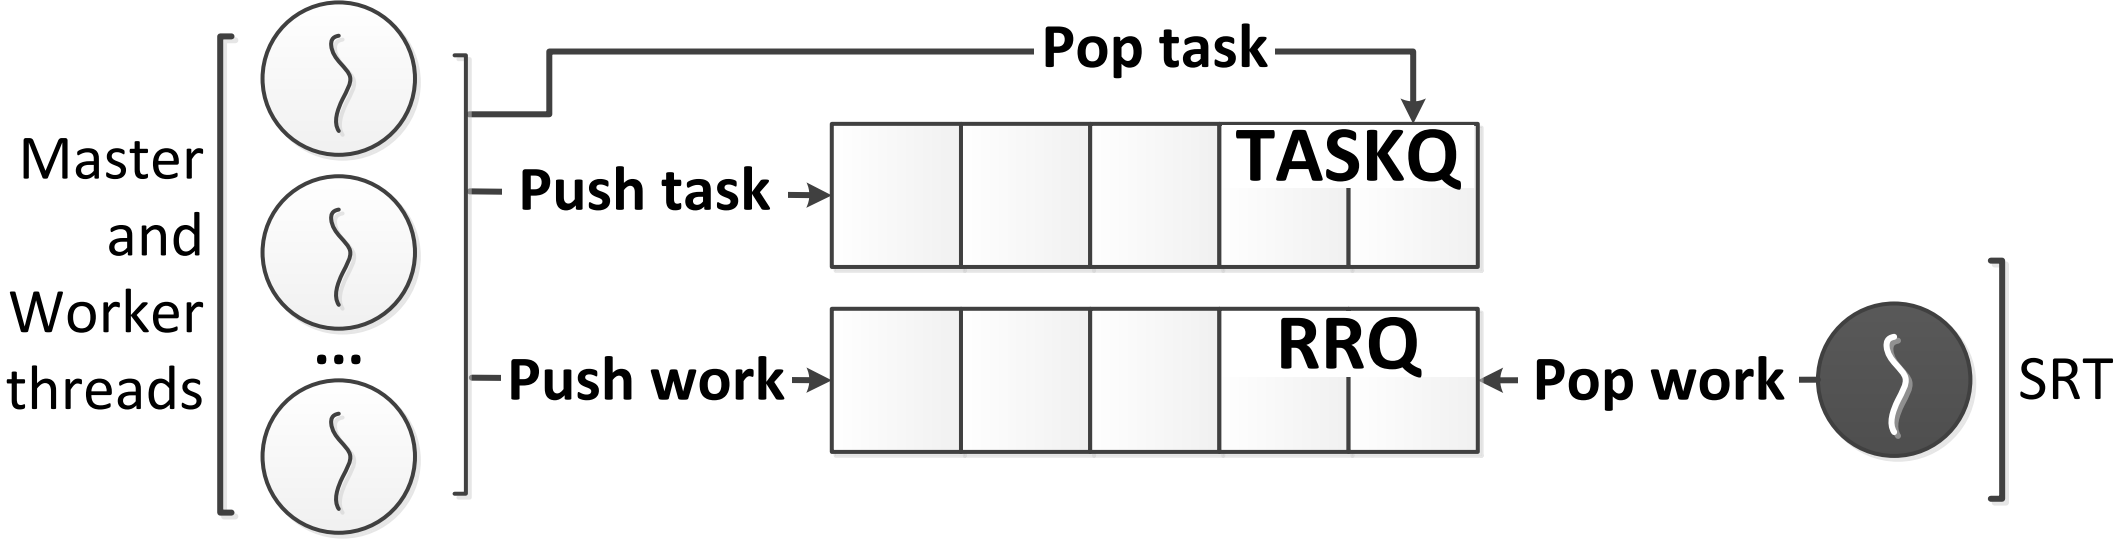 Master
and
Worker
threads
...
Pop task
Push task
TASKQ
Push work
RRQ
Pop work
SRT